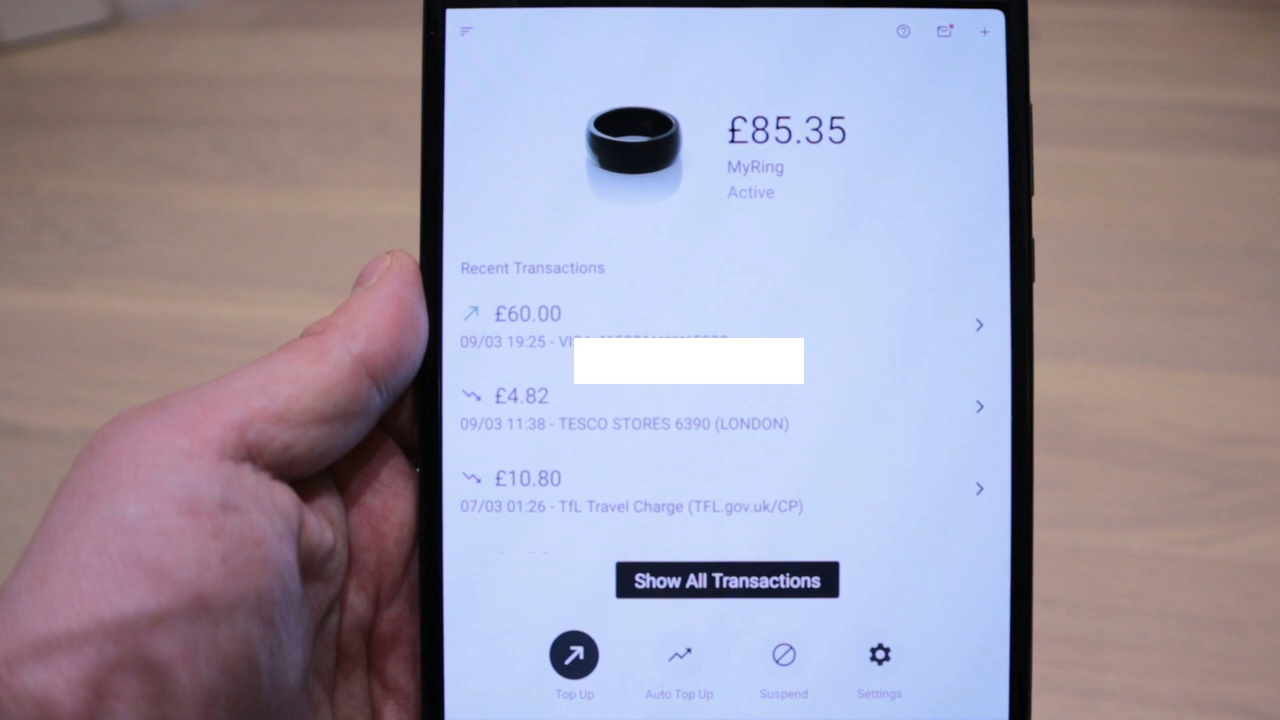 £85.35
MyRing
Active
Recent Transactions
£60.00
09/03 19:25 -
£4.82
09/03 11:38 - TESCO STORES 6390 (LONDON)
£10.80
07/03 01:26 - TfL Travel Charge (TFL.gov.uk/CP)
Show All Transactions
Top Up
Auto Top Up
Suspend
Settings